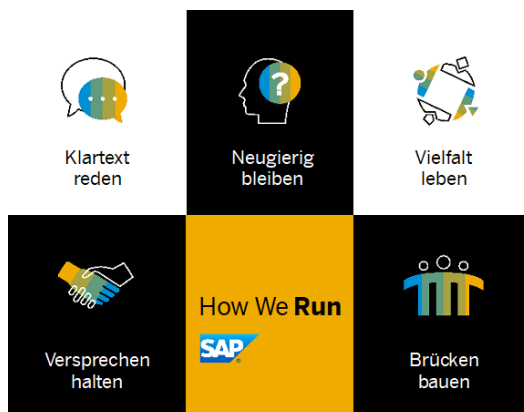 Klartext
reden
Neugierig
bleiben
Vielfalt
leben
?
Versprechen
halten
How We Run
SAP
Brücken
bauen